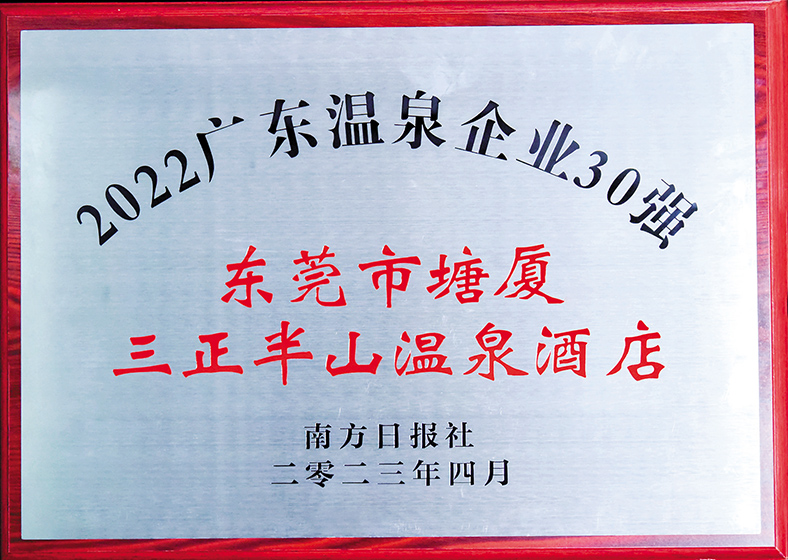 2022广东温泉企业30强
东莞市塘厦
三正半山温泉酒店
南方日报社
二零二三年四月